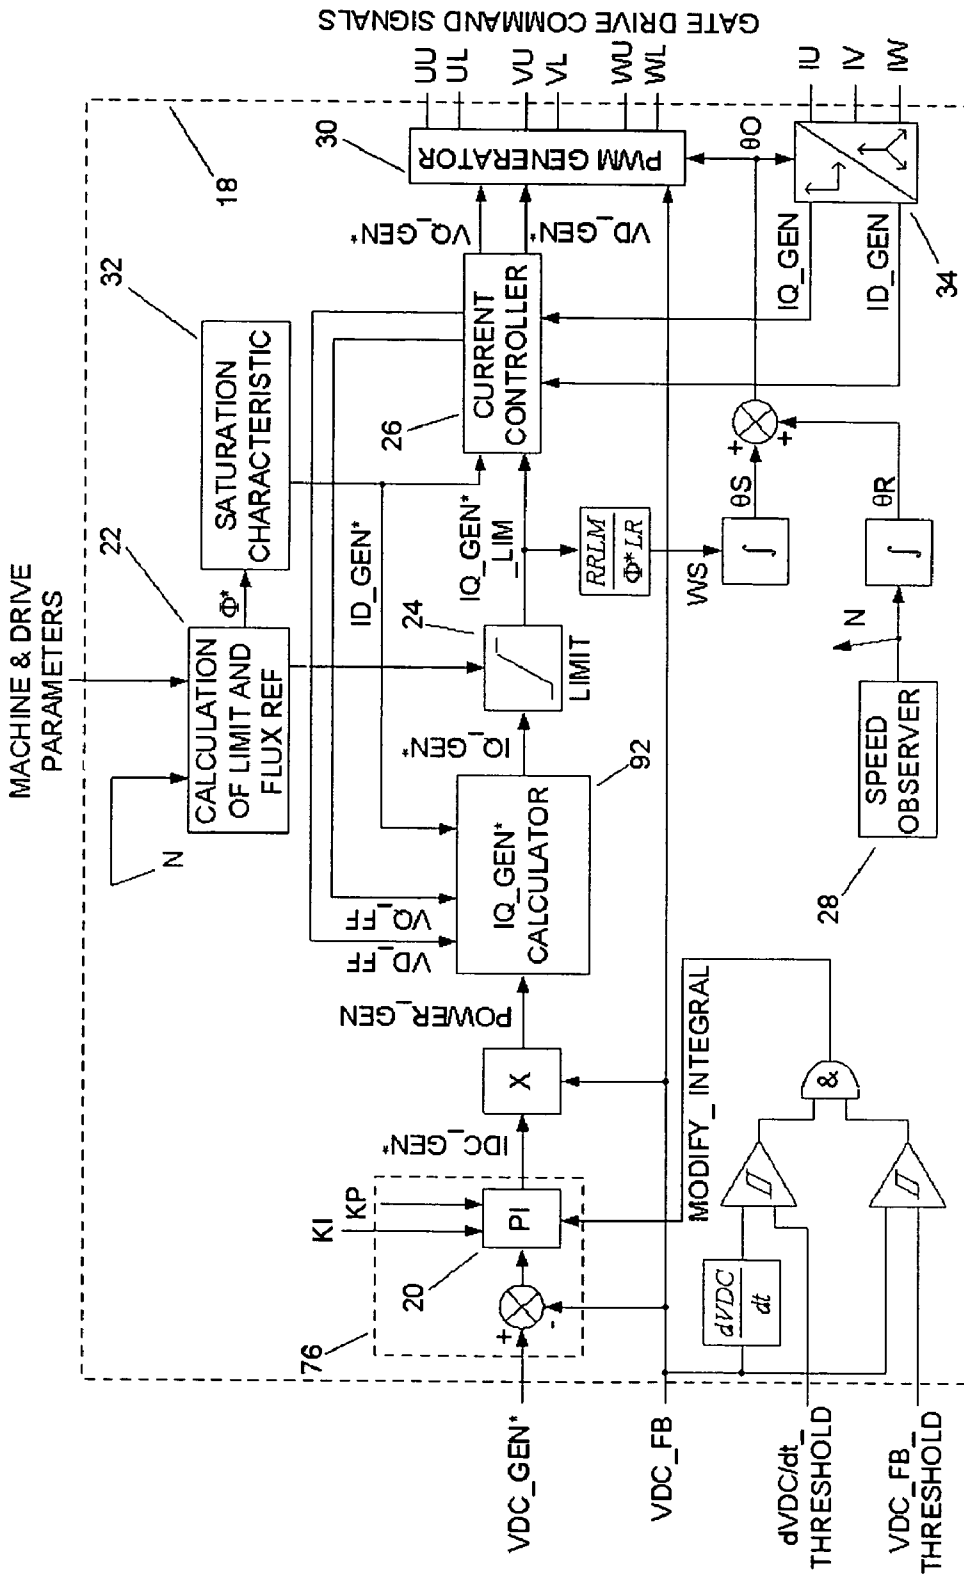 MACHINE & DRIVE
PARAMETERS
N
22
CALCULATION
OF LIMIT AND
FLUX REF
Φ*
32
SATURATION
CHARACTERISTIC
18
GATE DRIVE COMMAND SIGNALS
UU
UL
VU
VL
WU
WL
30
PWM GENERATOR
VQ_GEN*
VD_GEN*
26
CURRENT
CONTROLLER
ID_GEN*
IQ_GEN*
_LIM
24
LIMIT
IQ_GEN*
92
IQ_GEN*
CALCULATOR
VQ_FF
VD_FF
POWER_GEN
X
IDC_GEN*
KI
KP
PI
20
76
+
-
VDC_GEN*
VDC_FB
dVDC/dt_
THRESHOLD
VDC_FB_
THRESHOLD
dVDC
dt
MODIFY_INTEGRAL
&
RRLM
Φ*LR
WS
∫
θS
+
+
θR
∫
N
SPEED
OBSERVER
28
θO
IU
IV
IW
IQ_GEN
ID_GEN
34